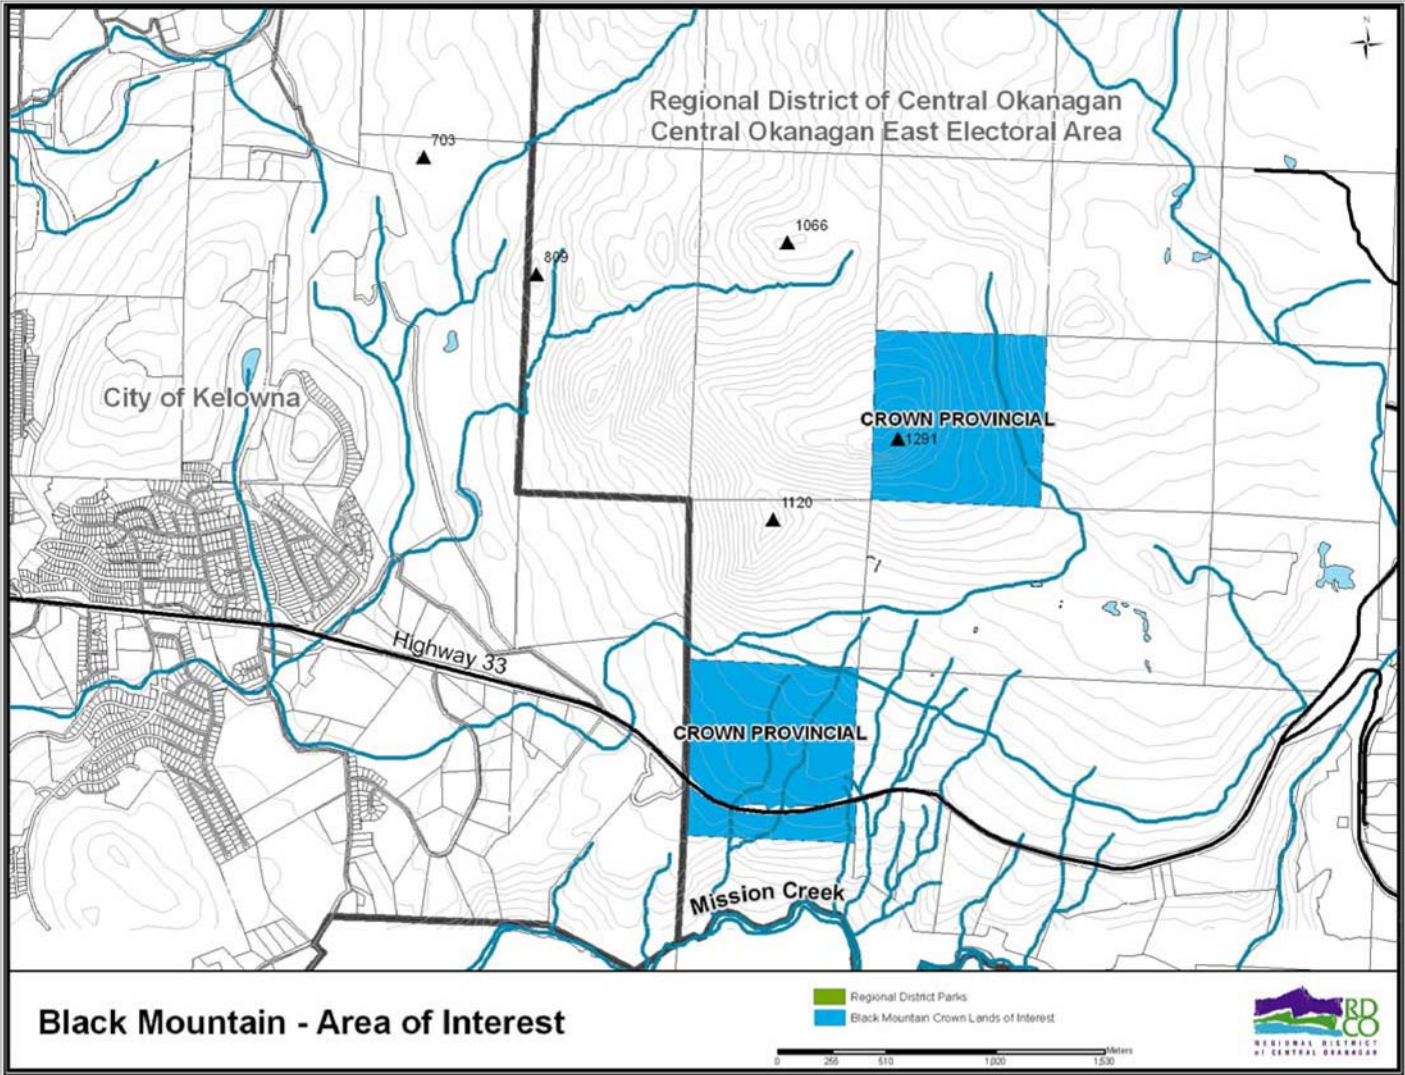 N
Regional District of Central Okanagan
Central Okanagan East Electoral Area
703
1066
809
City of Kelowna
CROWN PROVINCIAL
1291
1120
Highway 33
CROWN PROVINCIAL
Mission Creek
Black Mountain - Area of Interest
Regional District Parks
Black Mountain Crown Lands of Interest
Meters
0 255 510 1,020 1,530
RD
CO
REGIONAL DISTRICT
of CENTRAL OKANAGAN